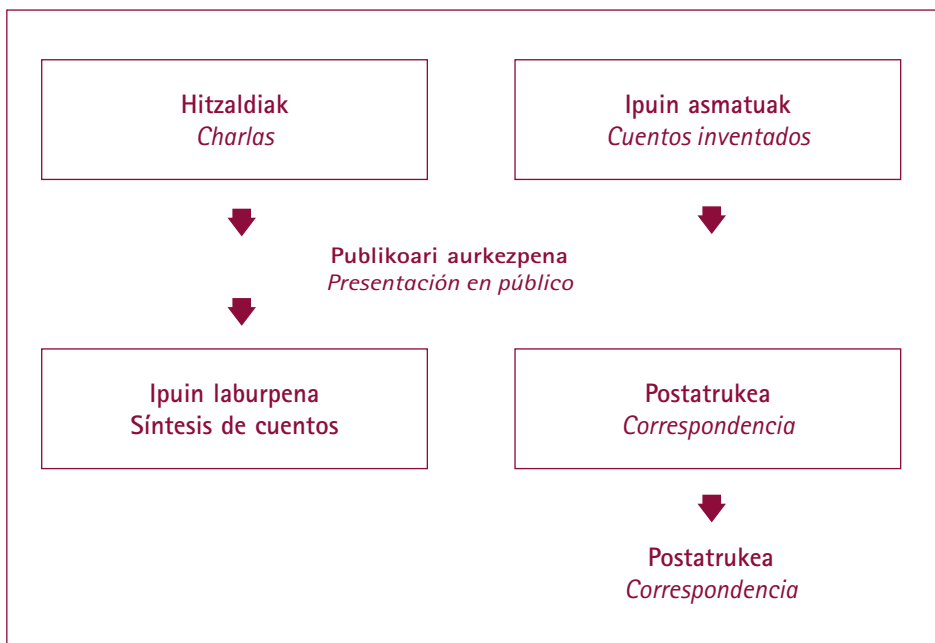 Hitzaldiak
Charlas
Ipuin asmatuak
Cuentos inventados
Publikoari aurkezpena
Presentación en público
Ipuin laburpena
Síntesis de cuentos
Postatrukea
Correspondencia
Postatrukea
Correspondencia